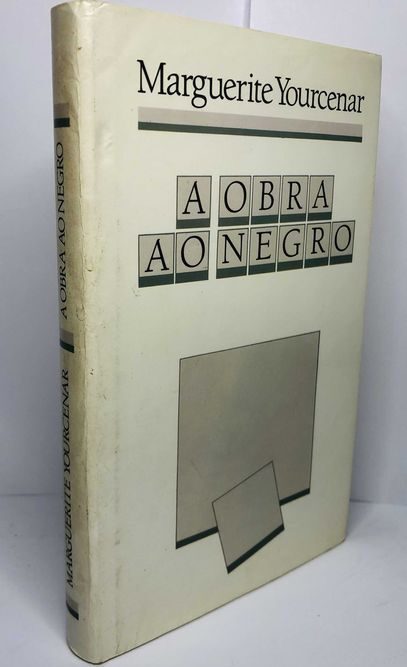 Marguerite Yourcenar
A OBRA
AO NEGRO
MARGUERITE YOURCENAR
A OBRA AO NEGRO